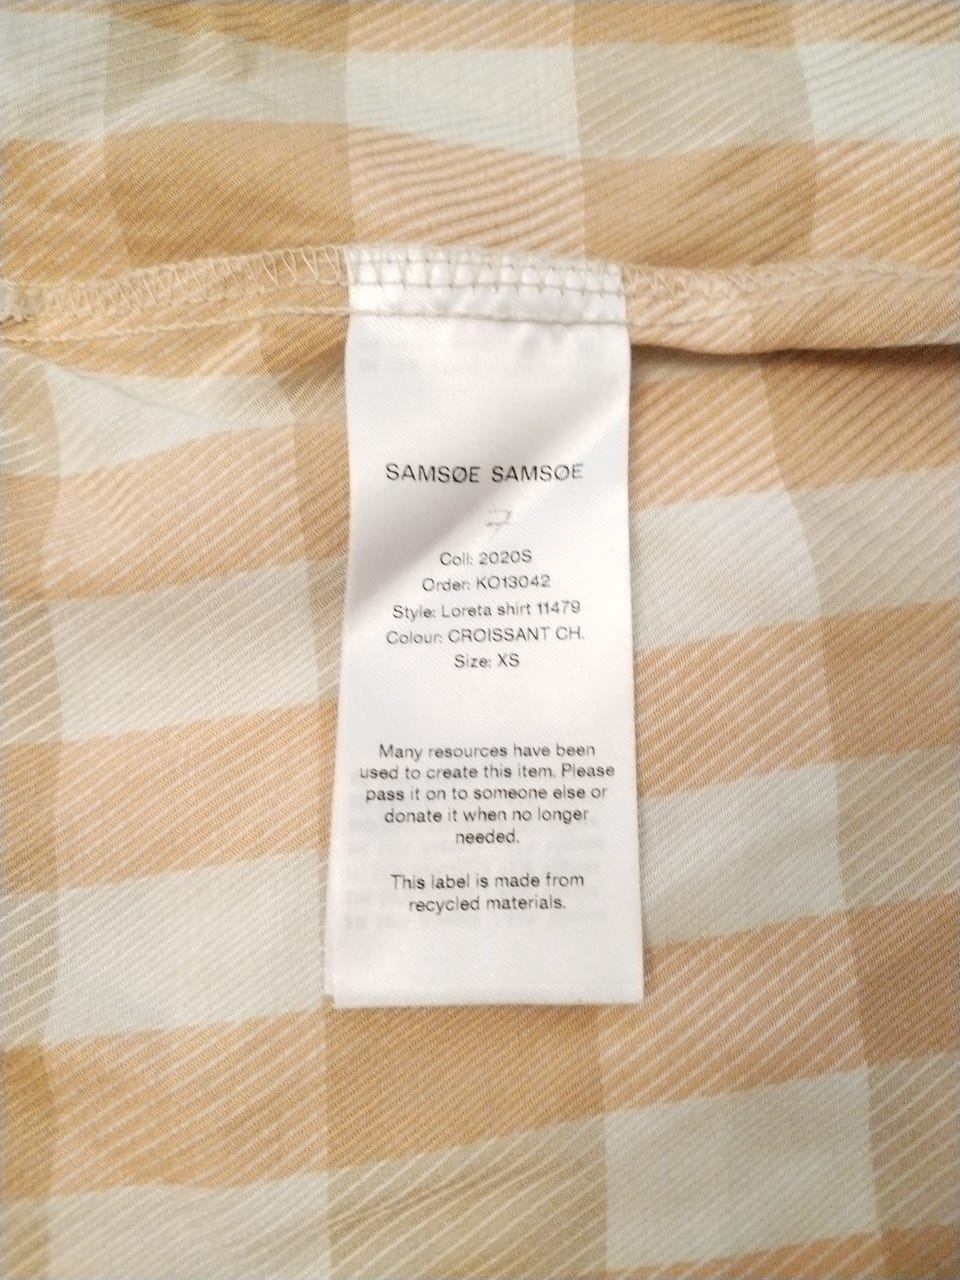 SAMSØE SAMSØE
Coll: 2020S
Order: KO13042
Style: Loreta shirt 11479
Colour: CROISSANT CH.
Size: XS
Many resources have been
used to create this item. Please
pass it on to someone else or
donate it when no longer
needed.
This label is made from
recycled materials.